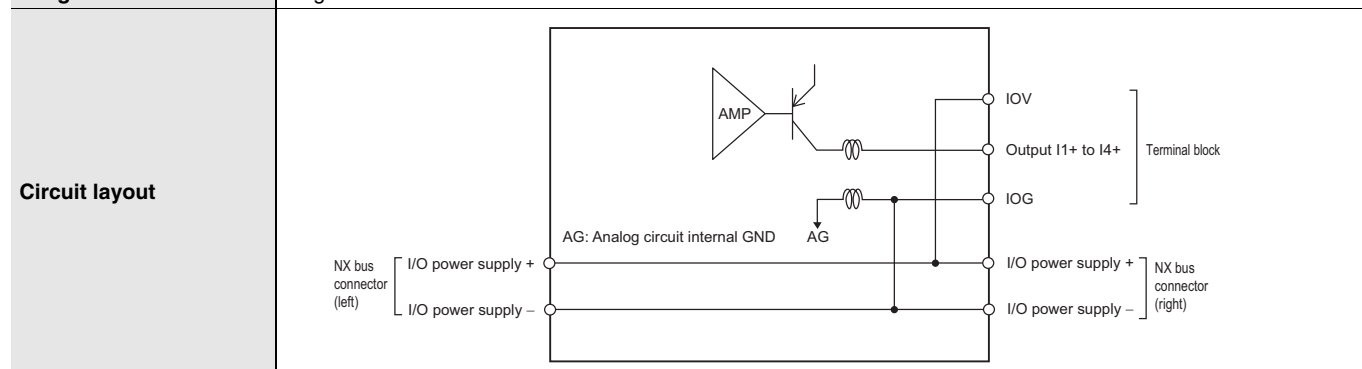 Circuit layout
AMP
IOV
Output I1+ to I4+
Terminal block
IOG
AG: Analog circuit internal GND
AG
NX bus
connector
(left)
I/O power supply +
I/O power supply –
I/O power supply +
I/O power supply –
NX bus
connector
(right)